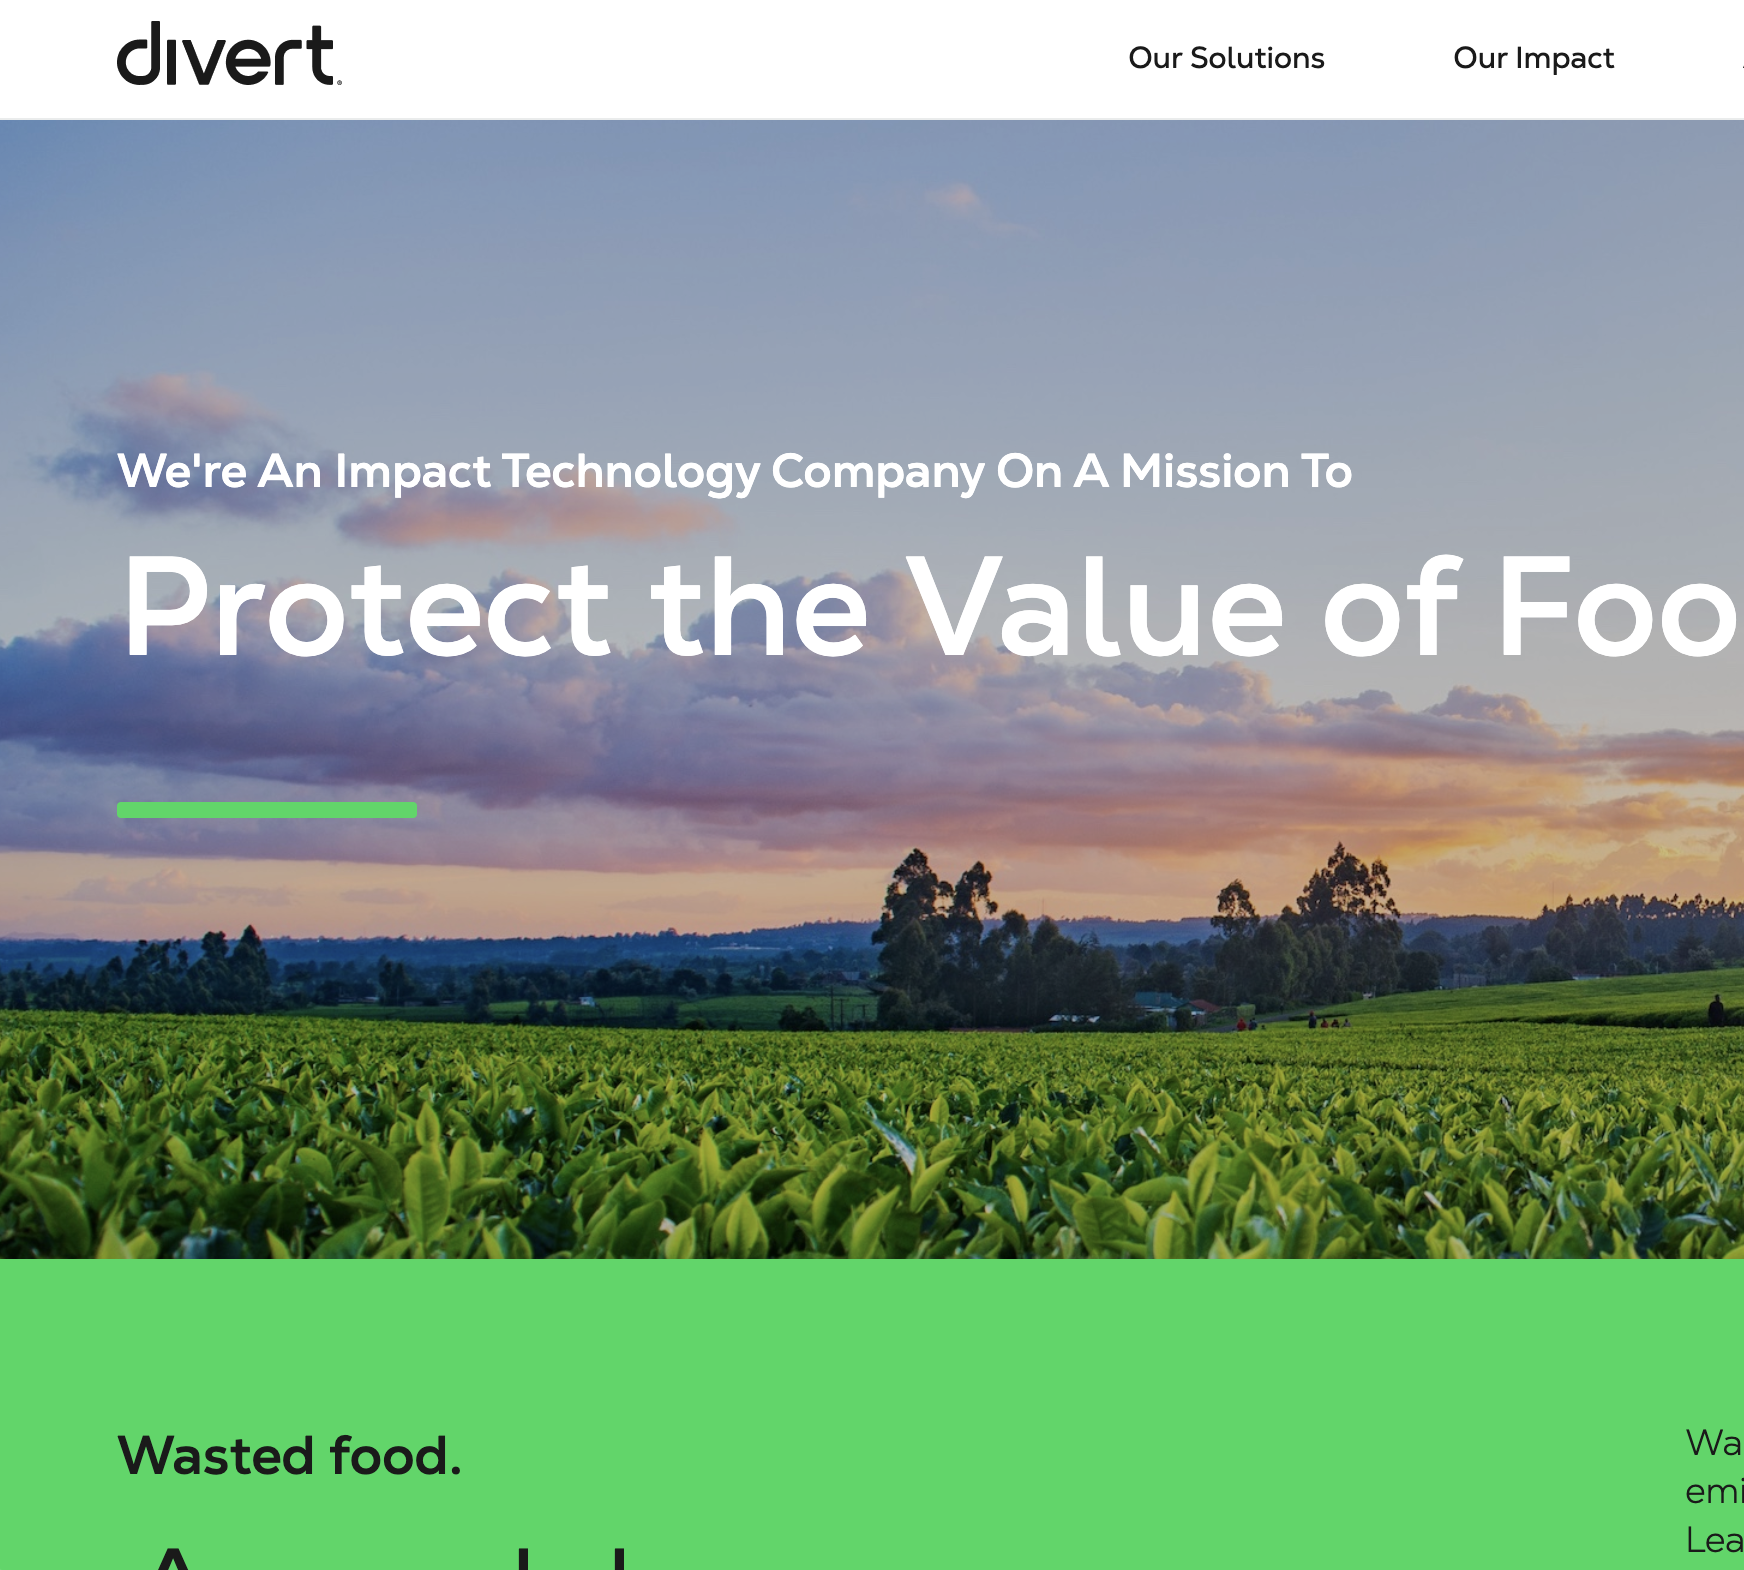 divert
Our Solutions
Our Impact
We're An Impact Technology Company On A Mission To
Protect the Value of Foo
Wasted food.
Wa
emi
Lea